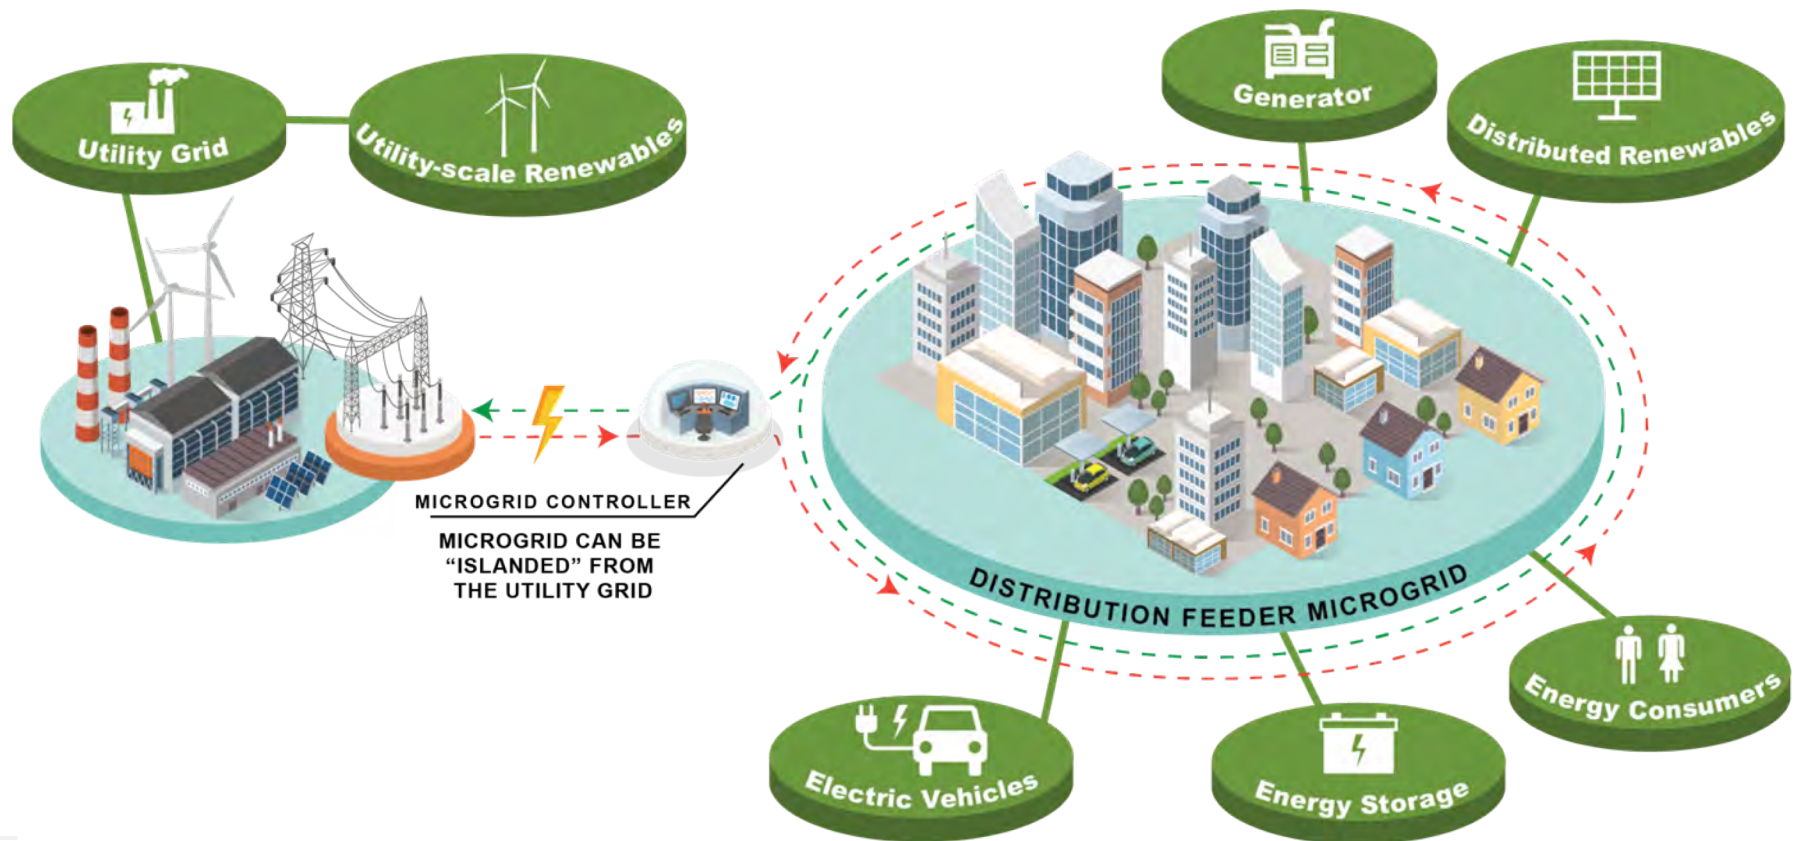 Utility Grid
Utility-scale Renewables
Generator
Distributed Renewables
MICROGRID CONTROLLER
MICROGRID CAN BE
“ISLANDED” FROM
THE UTILITY GRID
DISTRIBUTION FEEDER MICROGRID
Electric Vehicles
Energy Storage
Energy Consumers